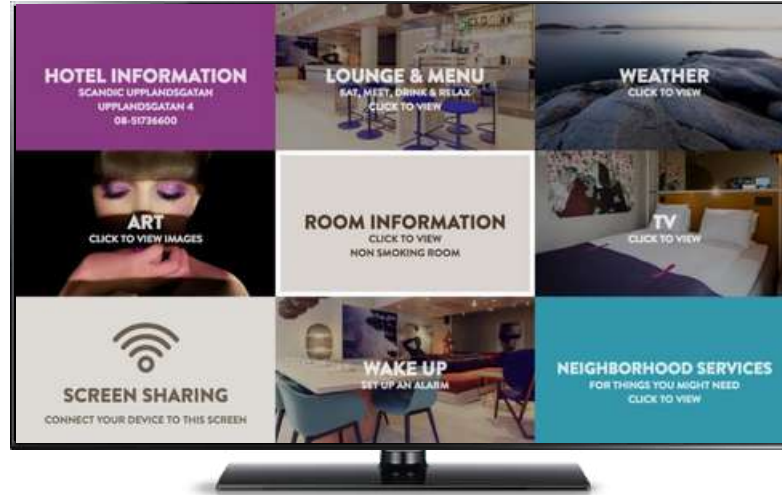 HOTEL INFORMATION
SCANDIC UPPLANDSGATAN
UPPLANDSGATAN 4
08-51736600
LOUNGE & MENU
EAT, MEET, DRINK & RELAX
CLICK TO VIEW
WEATHER
CLICK TO VIEW
ART
CLICK TO VIEW IMAGES
ROOM INFORMATION
CLICK TO VIEW
NON SMOKING ROOM
TV
CLICK TO VIEW
SCREEN SHARING
CONNECT YOUR DEVICE TO THIS SCREEN
WAKE UP
SET UP AN ALARM
NEIGHBORHOOD SERVICES
FOR THINGS YOU MIGHT NEED
CLICK TO VIEW